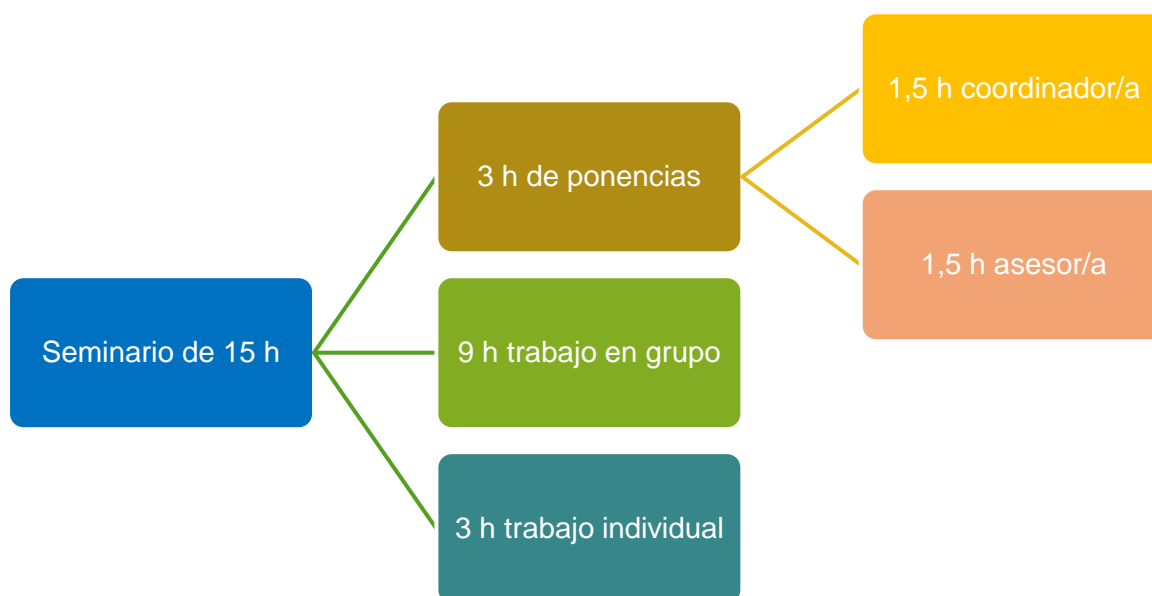 Seminario de 15 h
3 h de ponencias
1,5 h coordinador/a
1,5 h asesor/a
9 h trabajo en grupo
3 h trabajo individual